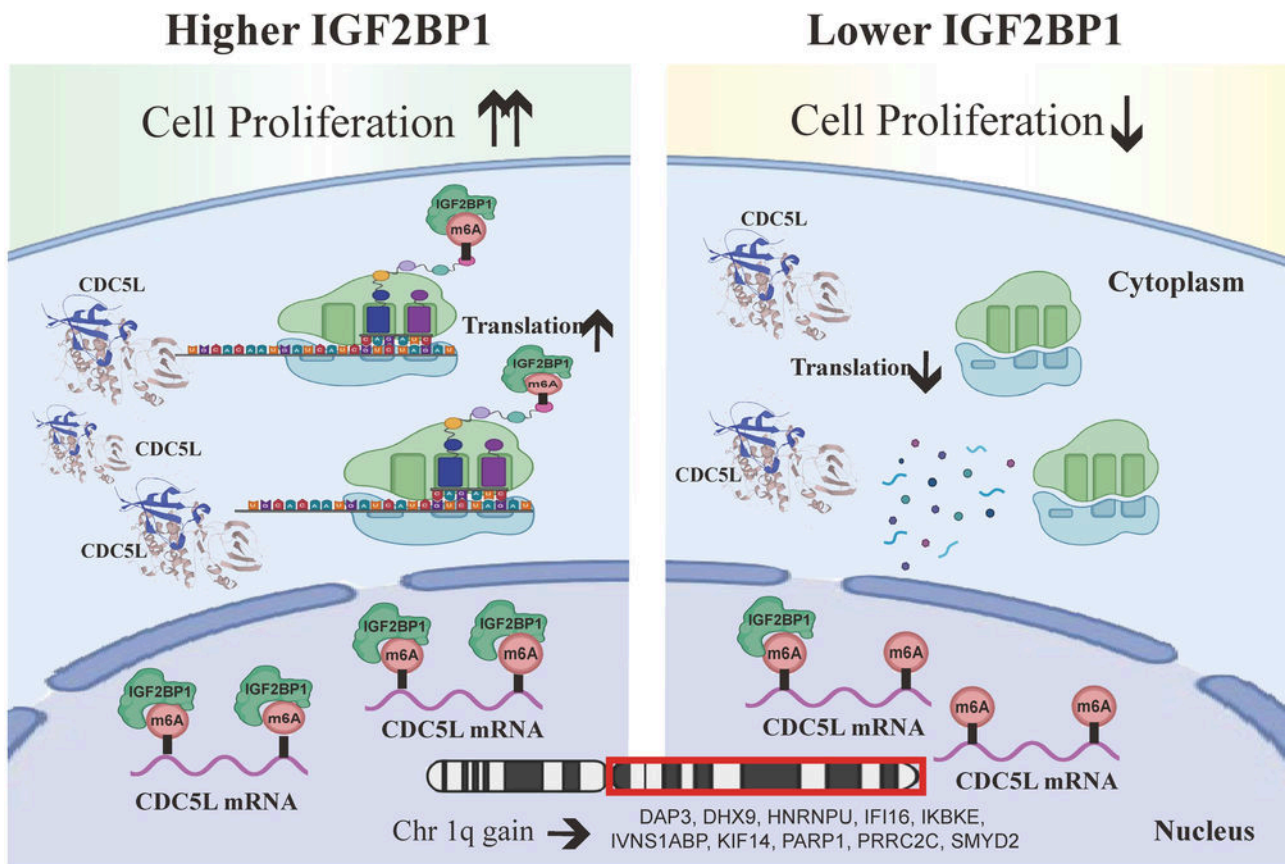 Higher IGF2BP1
Cell Proliferation
IGF2BP1
m6A
CDC5L
Translation
IGF2BP1
m6A
CDC5L
CDC5L
IGF2BP1
m6A
IGF2BP1
m6A
CDC5L mRNA
IGF2BP1
m6A
IGF2BP1
m6A
CDC5L mRNA
Lower IGF2BP1
Cell Proliferation
CDC5L
Cytoplasm
Translation
CDC5L
IGF2BP1
m6A
m6A
CDC5L mRNA
m6A
m6A
CDC5L mRNA
Chr 1q gain
DAP3, DHX9, HNRNPU, IFI16, IKBKE,
IVNS1ABP, KIF14, PARP1, PRRC2C, SMYD2
Nucleus